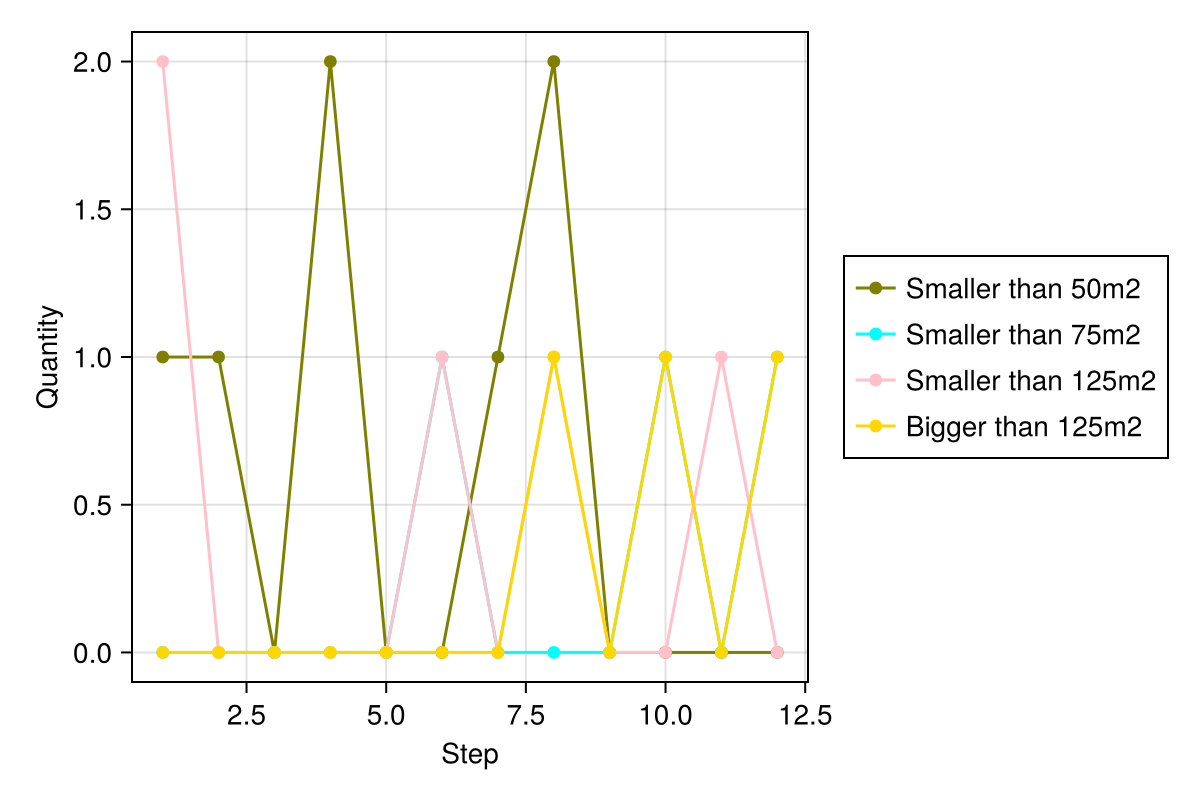 2.0
1.5
1.0
0.5
0.0
Quantity
2.5 5.0 7.5 10.0 12.5
Step
Smaller than 50m2
Smaller than 75m2
Smaller than 125m2
Bigger than 125m2